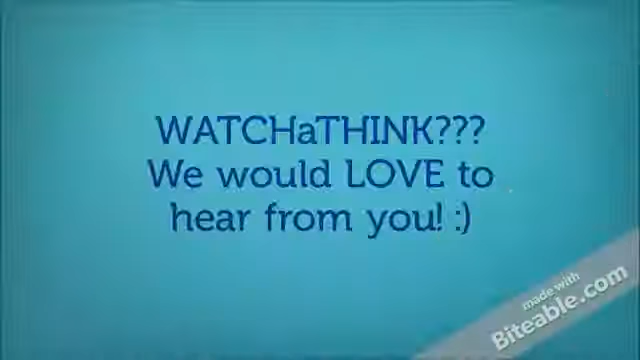 WATCHaTHINK???
We would LOVE to
hear from you! :)
made with
Biteable.com